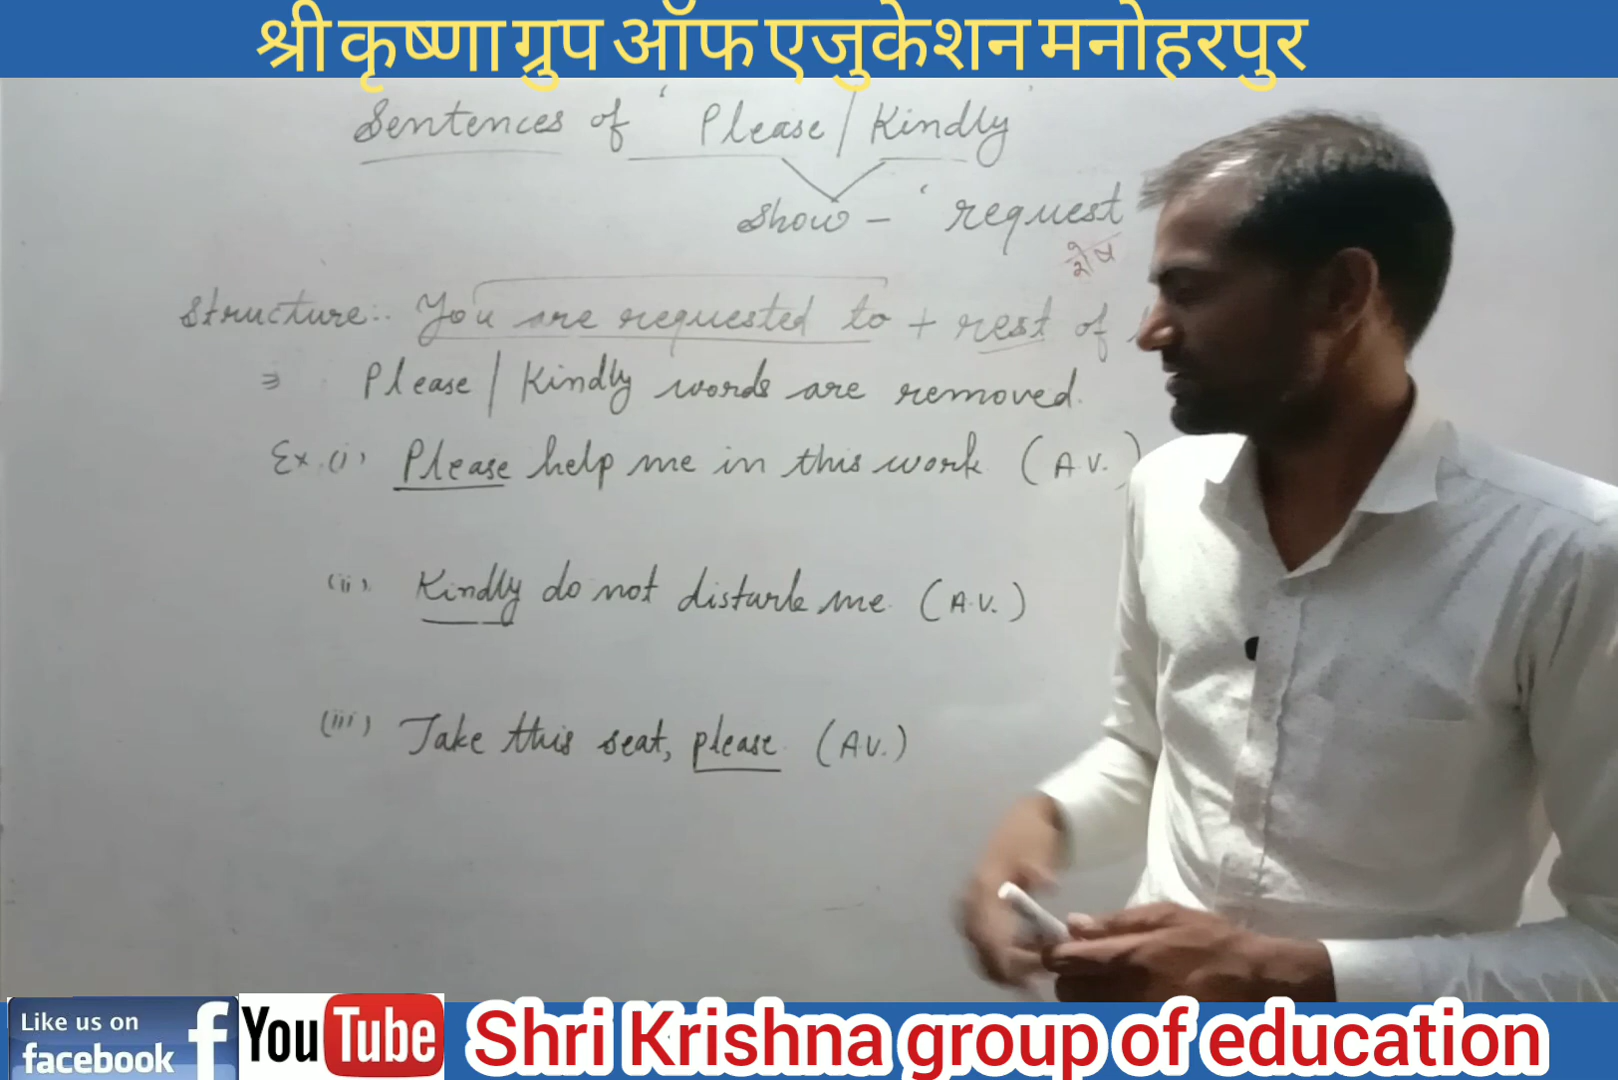 श्री कृष्णा ग्रुप ऑफ एजुकेशन मनोहरपुर
Sentences of 'Please / Kindly'
Show - 'request
शेष
Structure:. You are requested to + rest of
⇒ Please / Kindly words are removed.
Ex. (i) Please help me in this work (A.V.)
(ii). Kindly do not disturb me. (A.V.)
(iii) Take this seat, please. (A.V.)
Like us on
facebook
YouTube
Shri Krishna group of education